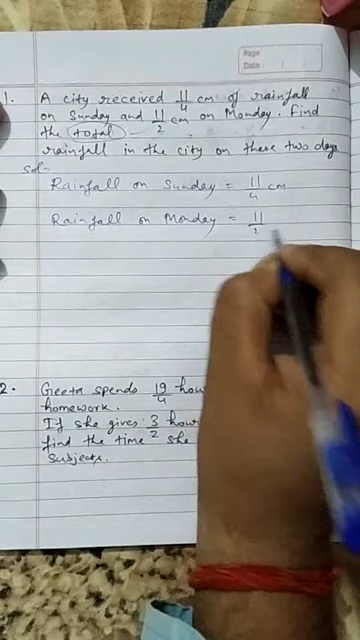 Page
Date :
1. A city received 11/4 cm of rainfall
on Sunday and 11/2 cm on Monday. Find
the total
rainfall in the city on these two days
Sol-
Rainfall on Sunday = 11/4 cm
Rainfall on Monday = 11/2
2. Geeta spends 19/4 hou
homework.
If she gives 3/2 hour
find the time she
subjects.